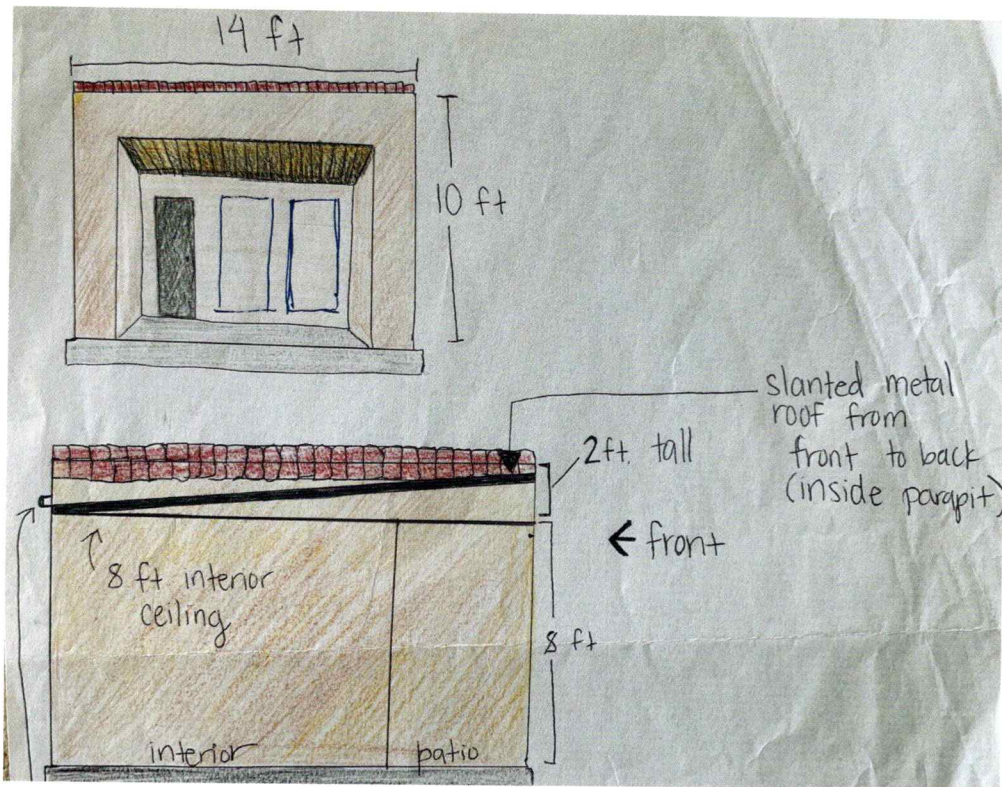 14 ft
10 ft
slanted metal
roof from
front to back
(inside parapit)
2ft. tall
← front
8 ft interior
ceiling
8 ft
interior
patio